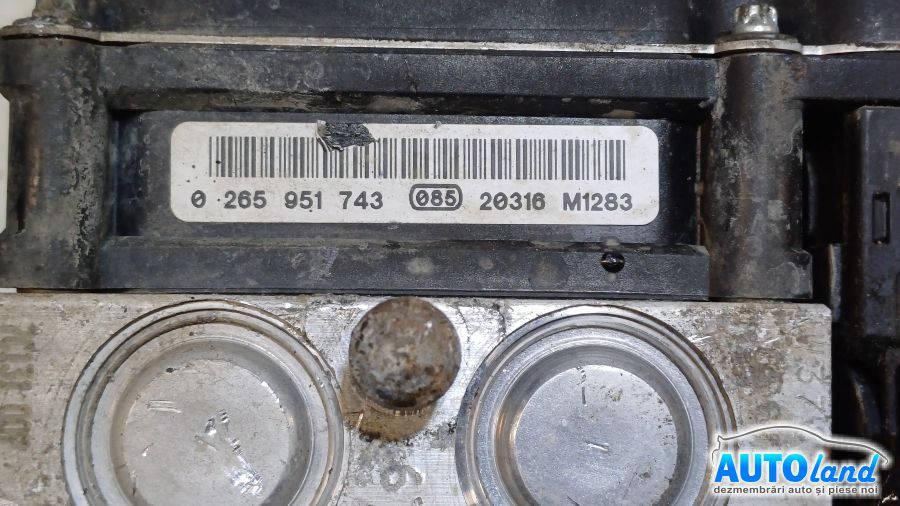 0 265 951 743 085 20316 M1283
AUTOland
dezmembrări auto și piese noi